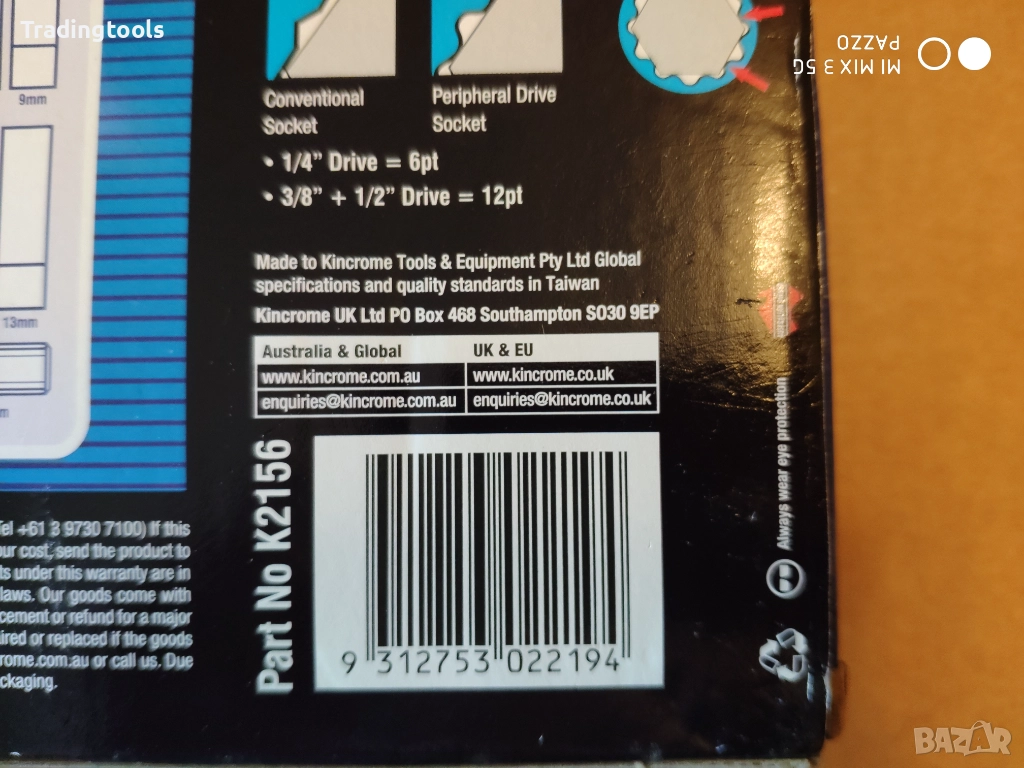 Tradingtools
MI MIX 3 5G
PAZZO
9mm
13mm
Conventional
Socket
Peripheral Drive
Socket
• 1/4” Drive = 6pt
• 3/8” + 1/2” Drive = 12pt
Made to Kincrome Tools & Equipment Pty Ltd Global
specifications and quality standards in Taiwan
Kincrome UK Ltd PO Box 468 Southampton SO30 9EP
Australia & Global UK & EU
www.kincrome.com.au www.kincrome.co.uk
enquiries@kincrome.com.au enquiries@kincrome.co.uk
Part No K2156
9 312753 022194
Always wear eye protection
Tel +61 3 9730 7100) If this
our cost, send the product to
ts under this warranty are in
laws. Our goods come with
cement or refund for a major
ired or replaced if the goods
rome.com.au or call us. Due
ckaging.
BAZAR